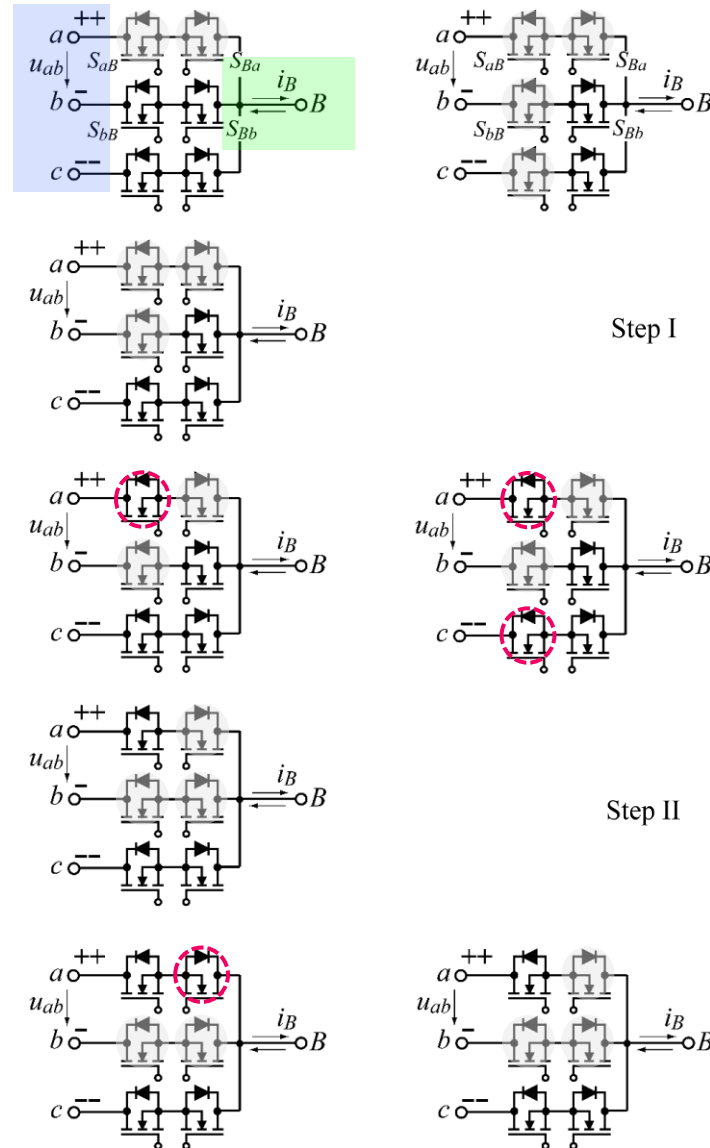 ++ ++
a a
u_ab S_aB S_Ba u_ab S_aB S_Ba
i_B i_B
b - B b - B
S_bB S_Bb S_bB S_Bb
c -- c --
++
a
u_ab
i_B
b - B
Step I
c --
++ ++
a a
u_ab u_ab
i_B i_B
b - B b - B
c -- c --
++
a
u_ab
i_B
b - B
Step II
c --
++ ++
a a
u_ab u_ab
i_B i_B
b - B b - B
c -- c --